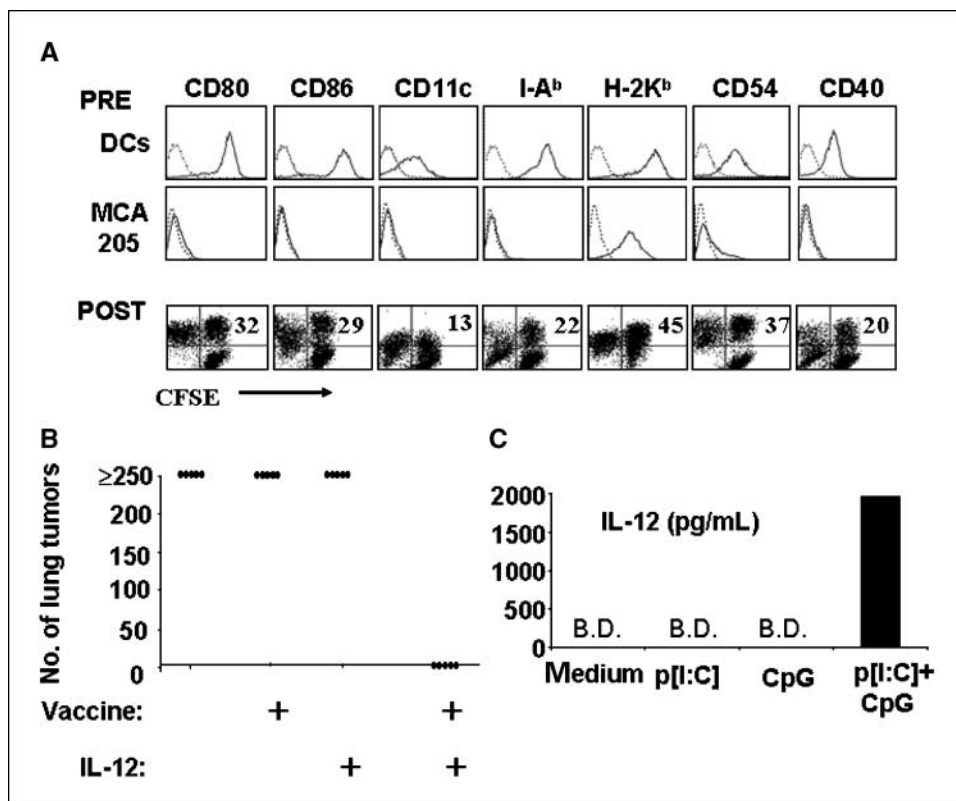 A
PRE
CD80 CD86 CD11c I-Aᵇ H-2Kᵇ CD54 CD40
DCs
MCA
205
POST
32 29 13 22 45 37 20
CFSE
B
No. of lung tumors
≥250
200
150
100
50
0
Vaccine: + +
IL-12: + +
C
IL-12 (pg/mL)
2000
1500
1000
500
0
B.D. B.D. B.D.
Medium p[I:C] CpG p[I:C]+
CpG